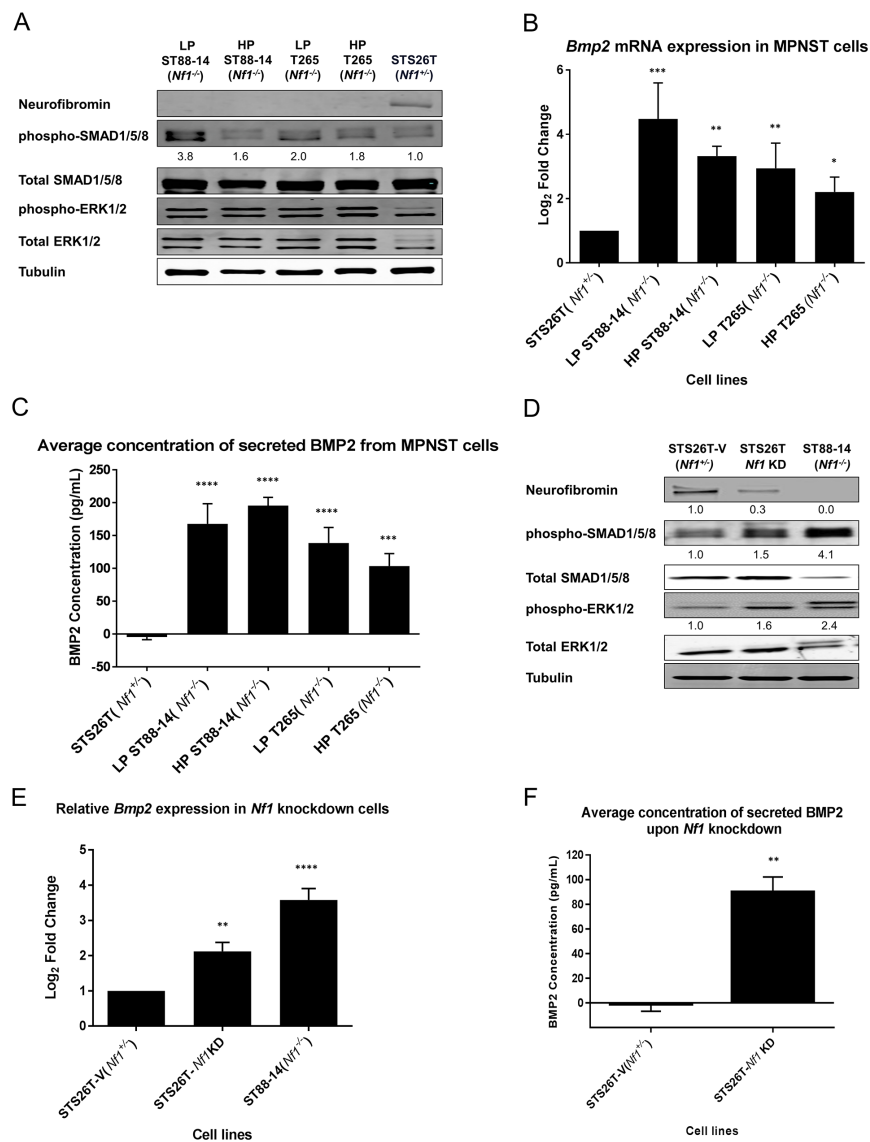 A
LP ST88-14 (Nf1-/-) HP ST88-14 (Nf1-/-) LP T265 (Nf1-/-) HP T265 (Nf1-/-) STS26T (Nf1+/-)
Neurofibromin
phospho-SMAD1/5/8
3.8 1.6 2.0 1.8 1.0
Total SMAD1/5/8
phospho-ERK1/2
Total ERK1/2
Tubulin
B
Bmp2 mRNA expression in MPNST cells
Log2 Fold Change
6
4
2
0
*** ** ** *
STS26T( Nf1+/-)
LP ST88-14( Nf1-/-)
HP ST88-14( Nf1-/-)
LP T265( Nf1-/-)
HP T265 (Nf1-/-)
Cell lines
C
Average concentration of secreted BMP2 from MPNST cells
BMP2 Concentration (pg/mL)
250
200
150
100
50
0
-50
**** **** **** ***
STS26T( Nf1+/-)
LP ST88-14( Nf1-/-)
HP ST88-14( Nf1-/-)
LP T265( Nf1-/-)
HP T265 (Nf1-/-)
D
STS26T-V (Nf1+/-) STS26T Nf1 KD ST88-14 (Nf1-/-)
Neurofibromin
1.0 0.3 0.0
phospho-SMAD1/5/8
1.0 1.5 4.1
Total SMAD1/5/8
phospho-ERK1/2
1.0 1.6 2.4
Total ERK1/2
Tubulin
E
Relative Bmp2 expression in Nf1 knockdown cells
Log2 Fold Change
5
4
3
2
1
0
** ****
STS26T-V(Nf1+/-)
STS26T- Nf1KD
ST88-14(Nf1-/-)
Cell lines
F
Average concentration of secreted BMP2
upon Nf1 knockdown
BMP2 Concentration (pg/mL)
120
100
80
60
40
20
0
**
STS26T-V(Nf1+/-)
STS26T-Nf1 KD
Cell lines